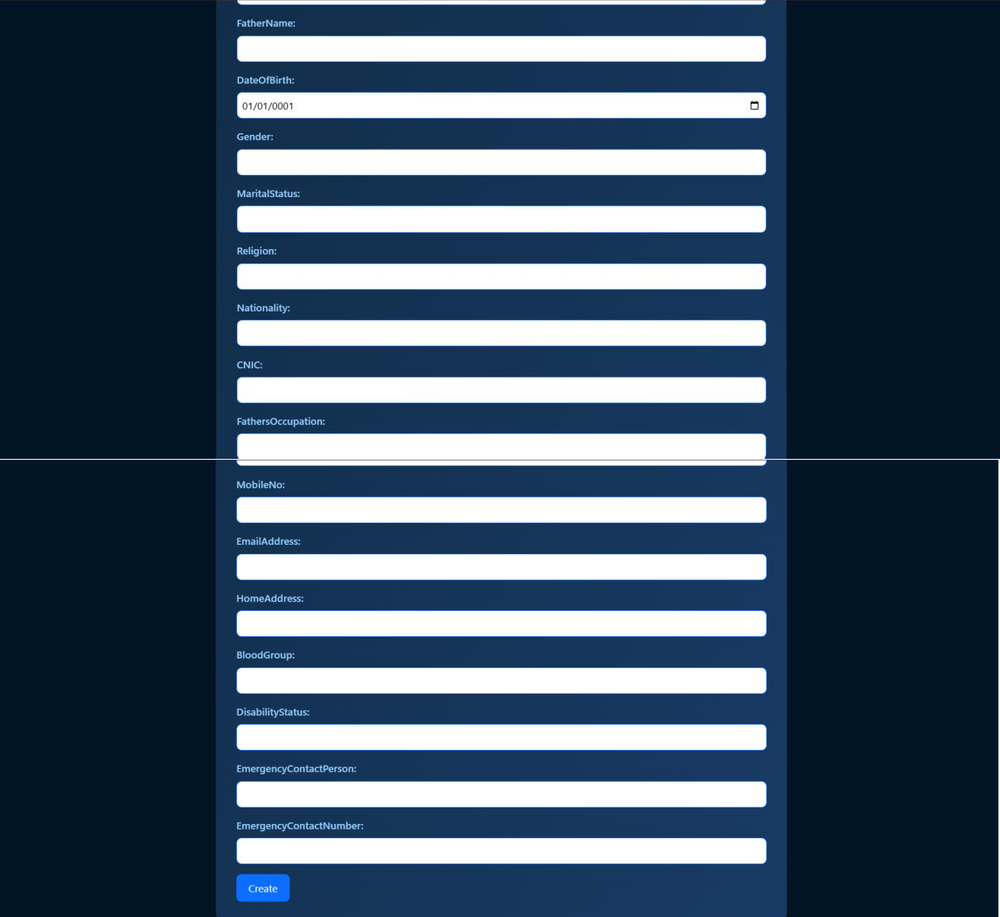 FatherName:
DateOfBirth:
01/01/0001
Gender:
MaritalStatus:
Religion:
Nationality:
CNIC:
FathersOccupation:
MobileNo:
EmailAddress:
HomeAddress:
BloodGroup:
DisabilityStatus:
EmergencyContactPerson:
EmergencyContactNumber:
Create